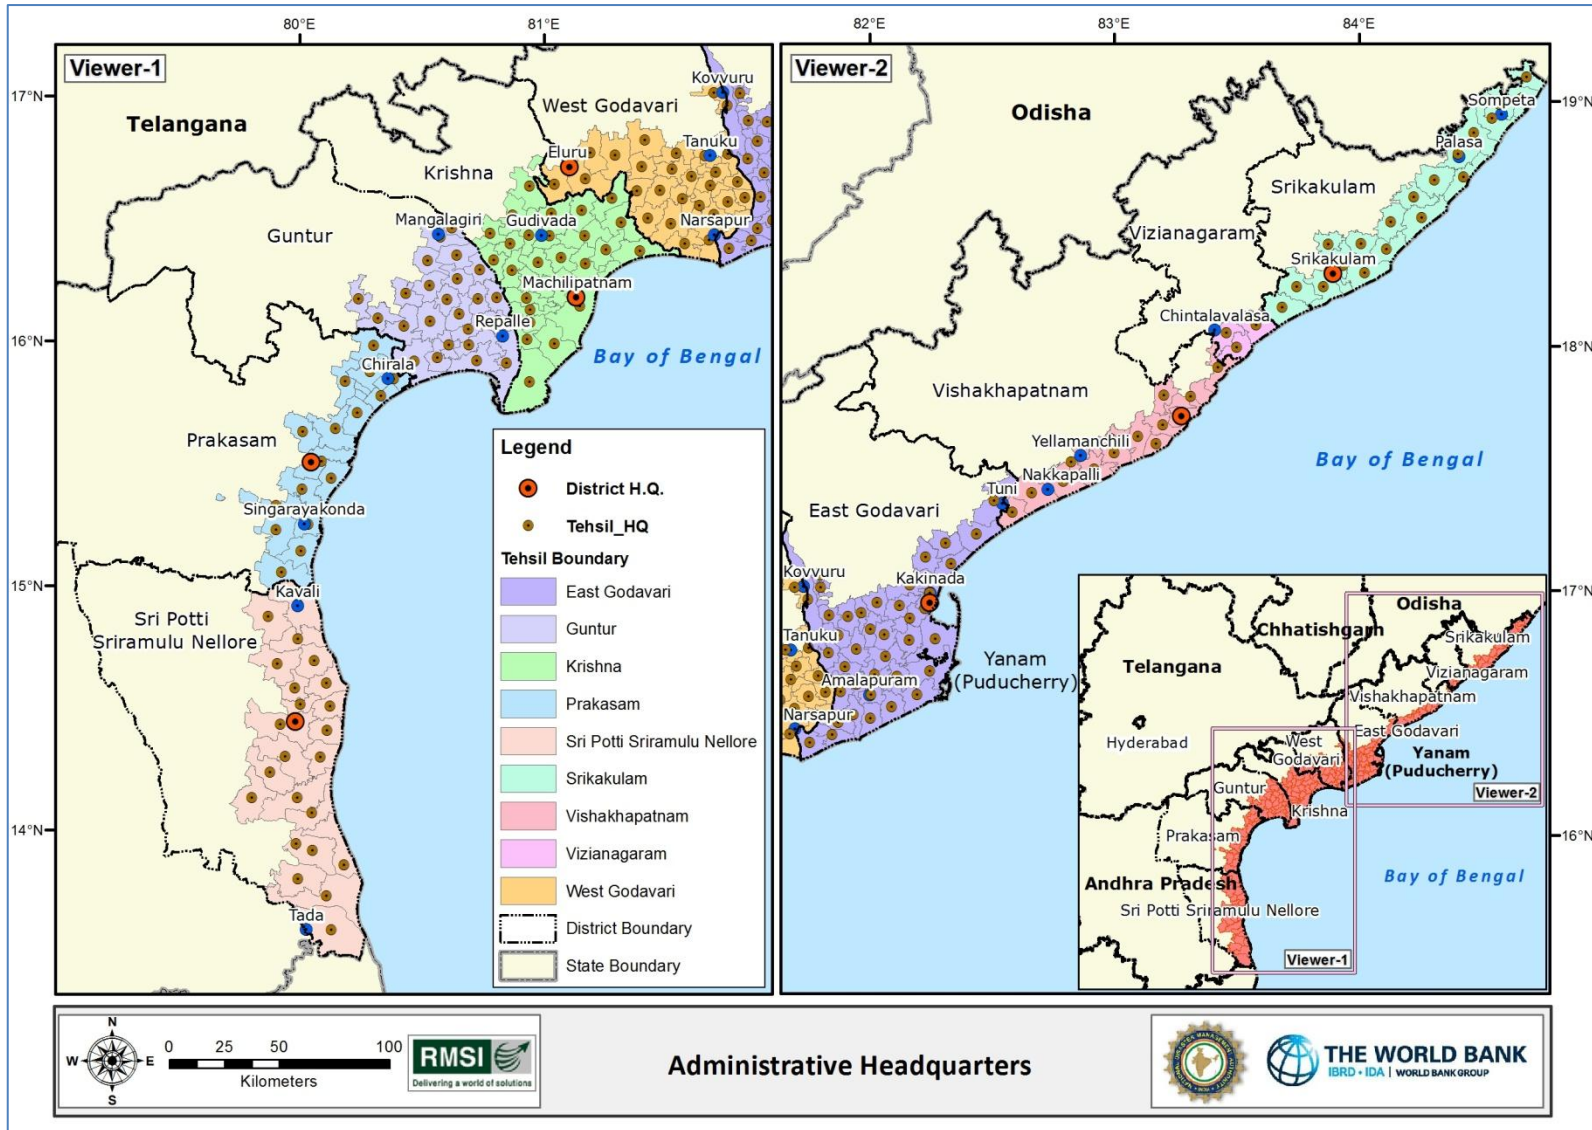 80°E
81°E
82°E
83°E
84°E
Viewer-1
17°N
16°N
15°N
14°N
Telangana
West Godavari
Kovvuru
Tanuku
Eluru
Krishna
Mangalagiri
Gudivada
Narsapur
Guntur
Machilipatnam
Repalle
Chirala
Bay of Bengal
Prakasam
Singarayakonda
Kavali
Sri Potti
Sriramulu Nellore
Tada
Legend
District H.Q.
Tehsil_HQ
Tehsil Boundary
East Godavari
Guntur
Krishna
Prakasam
Sri Potti Sriramulu Nellore
Srikakulam
Vishakhapatnam
Vizianagaram
West Godavari
District Boundary
State Boundary
Viewer-2
19°N
18°N
17°N
16°N
Odisha
Sompeta
Palasa
Srikakulam
Vizianagaram
Srikakulam
Chintalavalasa
Vishakhapatnam
Yellamanchili
Nakkapalli
Tuni
Bay of Bengal
East Godavari
Kovvuru
Kakinada
Tanuku
Amalapuram
Narsapur
Yanam
(Puducherry)
Odisha
Chhatishgarh
Srikakulam
Telangana
Vizianagaram
Vishakhapatnam
East Godavari
Hyderabad
West
Godavari
Yanam
(Puducherry)
Guntur
Viewer-2
Krishna
Prakasam
Andhra Pradesh
Bay of Bengal
Sri Potti Sriramulu Nellore
Viewer-1
N
W
E
S
0 25 50 100
Kilometers
RMSI
Delivering a world of solutions
Administrative Headquarters
THE WORLD BANK
IBRD • IDA | WORLD BANK GROUP